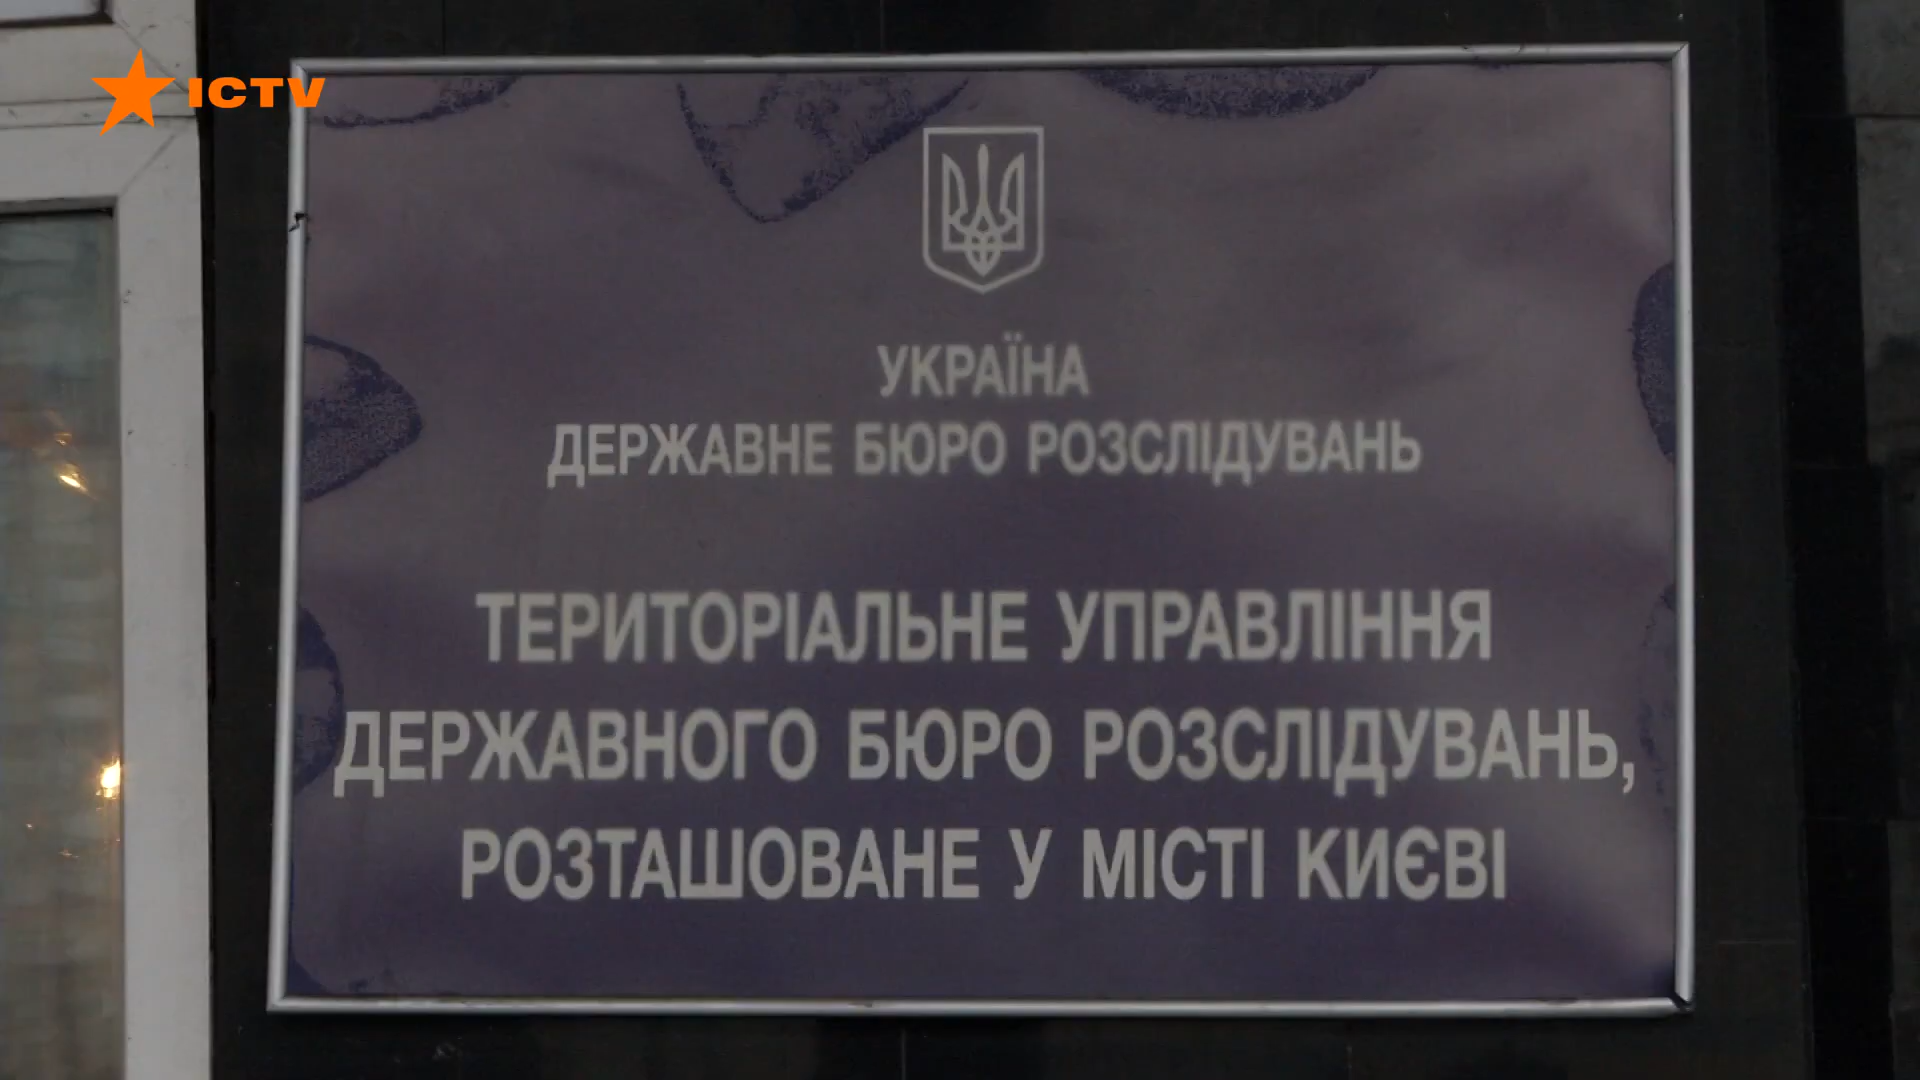 ICTV
УКРАЇНА
ДЕРЖАВНЕ БЮРО РОЗСЛІДУВАНЬ
ТЕРИТОРІАЛЬНЕ УПРАВЛІННЯ
ДЕРЖАВНОГО БЮРО РОЗСЛІДУВАНЬ,
РОЗТАШОВАНЕ У МІСТІ КИЄВІ